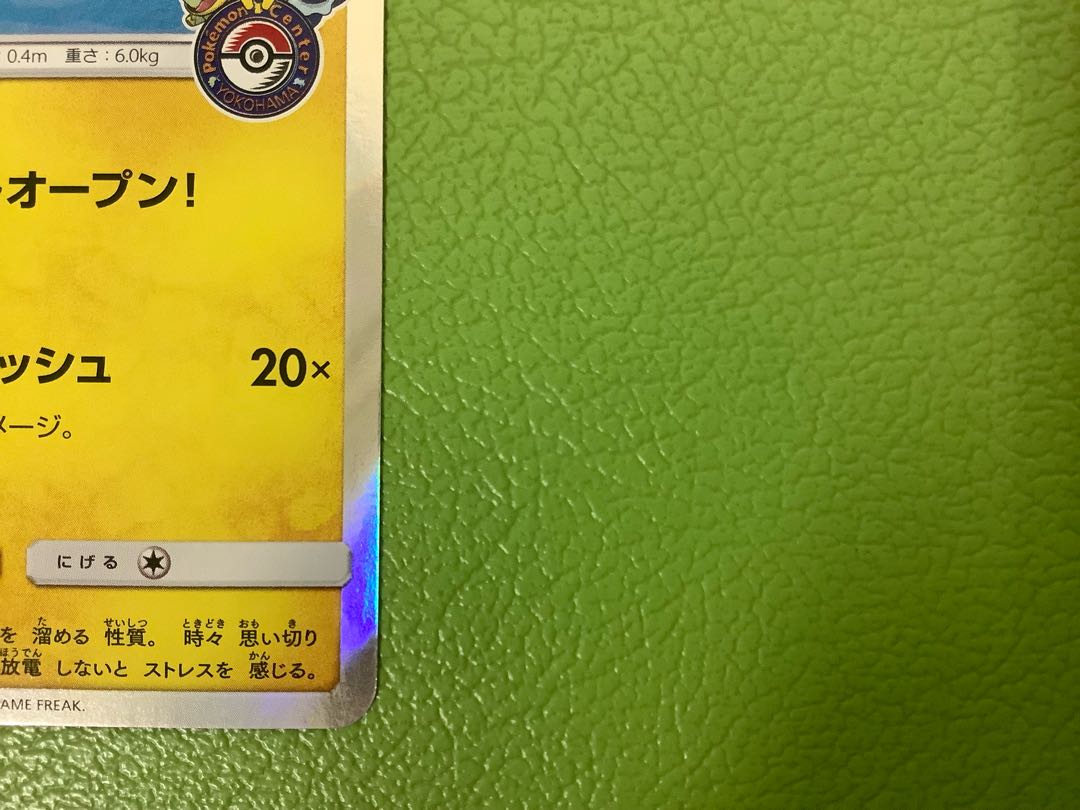 Pokémon Center
YOKOHAMA
0.4m 重さ：6.0kg
オープン！
ッシュ 20×
メージ。
にげる
を 溜める 性質。 時々 思い切り
放電 しないと ストレスを 感じる。
AME FREAK.